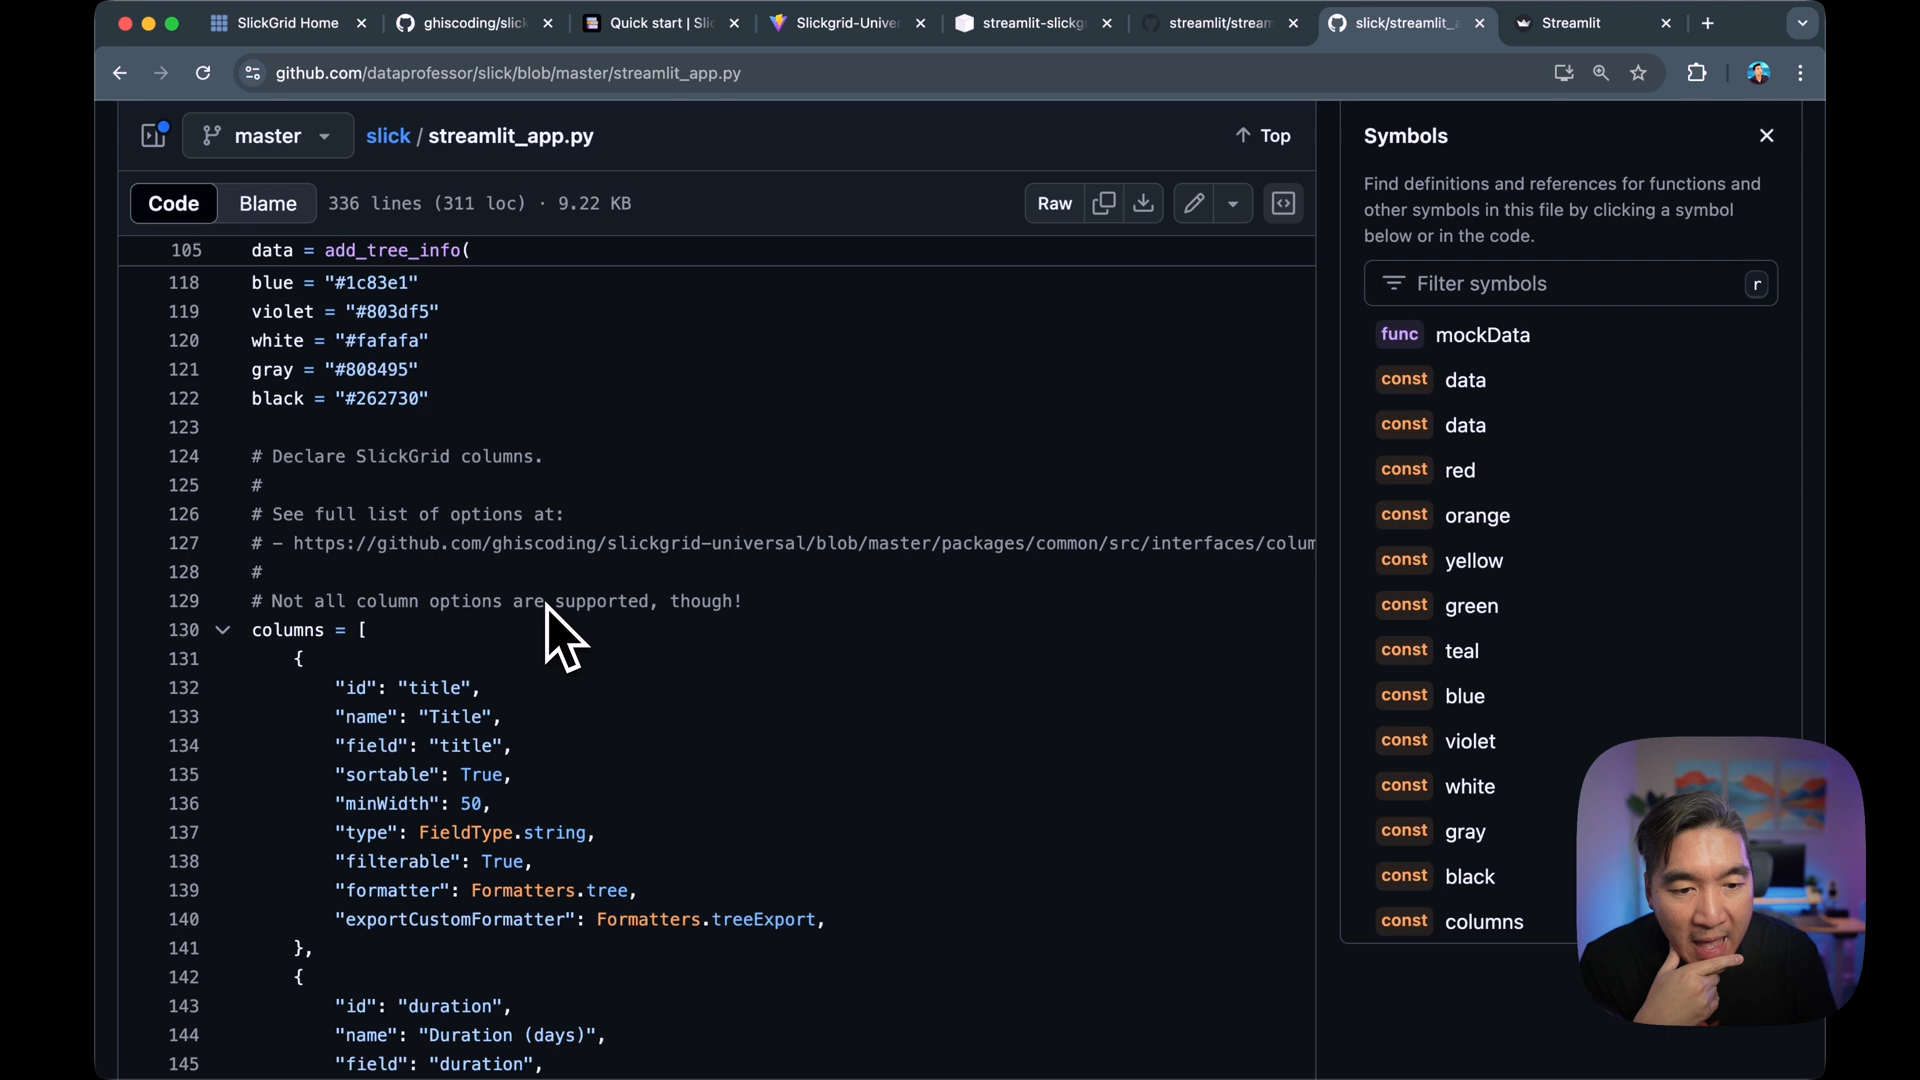 SlickGrid Home
ghiscoding/slick
Quick start | Slic
Slickgrid-Univer
streamlit-slickgr
streamlit/stream
slick/streamlit_a
Streamlit
github.com/dataprofessor/slick/blob/master/streamlit_app.py
master
slick / streamlit_app.py
Top
Code
Blame
336 lines (311 loc) · 9.22 KB
Raw
105 data = add_tree_info(
118 blue = "#1c83e1"
119 violet = "#803df5"
120 white = "#fafafa"
121 gray = "#808495"
122 black = "#262730"
123
124 # Declare SlickGrid columns.
125 #
126 # See full list of options at:
127 # - https://github.com/ghiscoding/slickgrid-universal/blob/master/packages/common/src/interfaces/colum
128 #
129 # Not all column options are supported, though!
130 columns = [
131 {
132 "id": "title",
133 "name": "Title",
134 "field": "title",
135 "sortable": True,
136 "minWidth": 50,
137 "type": FieldType.string,
138 "filterable": True,
139 "formatter": Formatters.tree,
140 "exportCustomFormatter": Formatters.treeExport,
141 },
142 {
143 "id": "duration",
144 "name": "Duration (days)",
145 "field": "duration",
Symbols
Find definitions and references for functions and
other symbols in this file by clicking a symbol
below or in the code.
Filter symbols
r
func mockData
const data
const data
const red
const orange
const yellow
const green
const teal
const blue
const violet
const white
const gray
const black
const columns